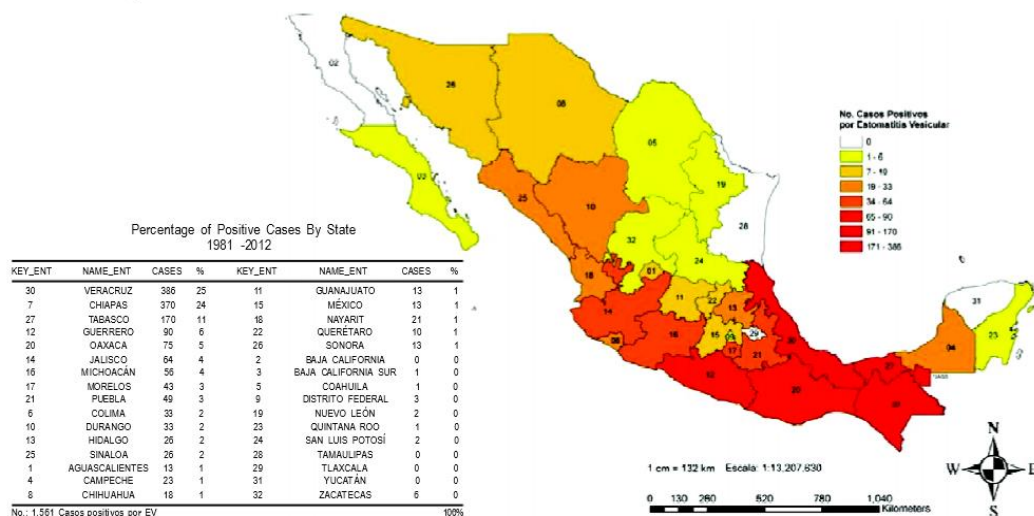 Percentage of Positive Cases By State
1981 -2012
KEY_ENT NAME_ENT CASES % KEY_ENT NAME_ENT CASES %
30 VERACRUZ 386 25 11 GUANAJUATO 13 1
7 CHIAPAS 370 24 15 MÉXICO 13 1
27 TABASCO 170 11 18 NAYARIT 21 1
12 GUERRERO 90 6 22 QUERÉTARO 10 1
20 OAXACA 75 5 26 SONORA 13 1
14 JALISCO 64 4 2 BAJA CALIFORNIA 0 0
16 MICHOACÁN 56 4 3 BAJA CALIFORNIA SUR 1 0
17 MORELOS 43 3 5 COAHUILA 1 0
21 PUEBLA 49 3 9 DISTRITO FEDERAL 3 0
6 COLIMA 33 2 19 NUEVO LEÓN 2 0
10 DURANGO 33 2 23 QUINTANA ROO 1 0
13 HIDALGO 26 2 24 SAN LUIS POTOSÍ 2 0
25 SINALOA 26 2 28 TAMAULIPAS 0 0
1 AGUASCALIENTES 13 1 29 TLAXCALA 0 0
4 CAMPECHE 23 1 31 YUCATÁN 0 0
8 CHIHUAHUA 18 1 32 ZACATECAS 6 0
No.: 1,561 Casos positivos por EV 100%
02
26
08
05
03
19
25
10
28
32
24
01
18
11
22
13
31
14
16
15
29
23
17
21
04
20
No. Casos Positivos
por Estomatitis Vesicular
0
1 - 6
7 - 18
19 - 33
34 - 64
65 - 90
91 - 170
171 - 386
1 cm = 132 km Escala: 1:13,207,630
0 130 260 520 780 1,040
Kilometers
N
W E
S